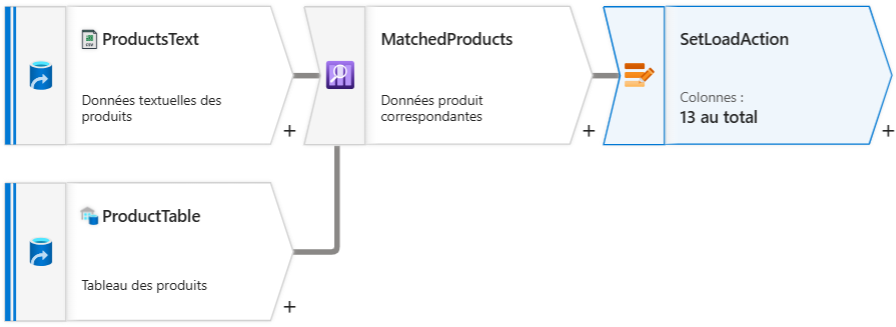 ProductsText
Données textuelles des
produits
+
MatchedProducts
Données produit
correspondantes
+
SetLoadAction
Colonnes :
13 au total
+
ProductTable
Tableau des produits
+